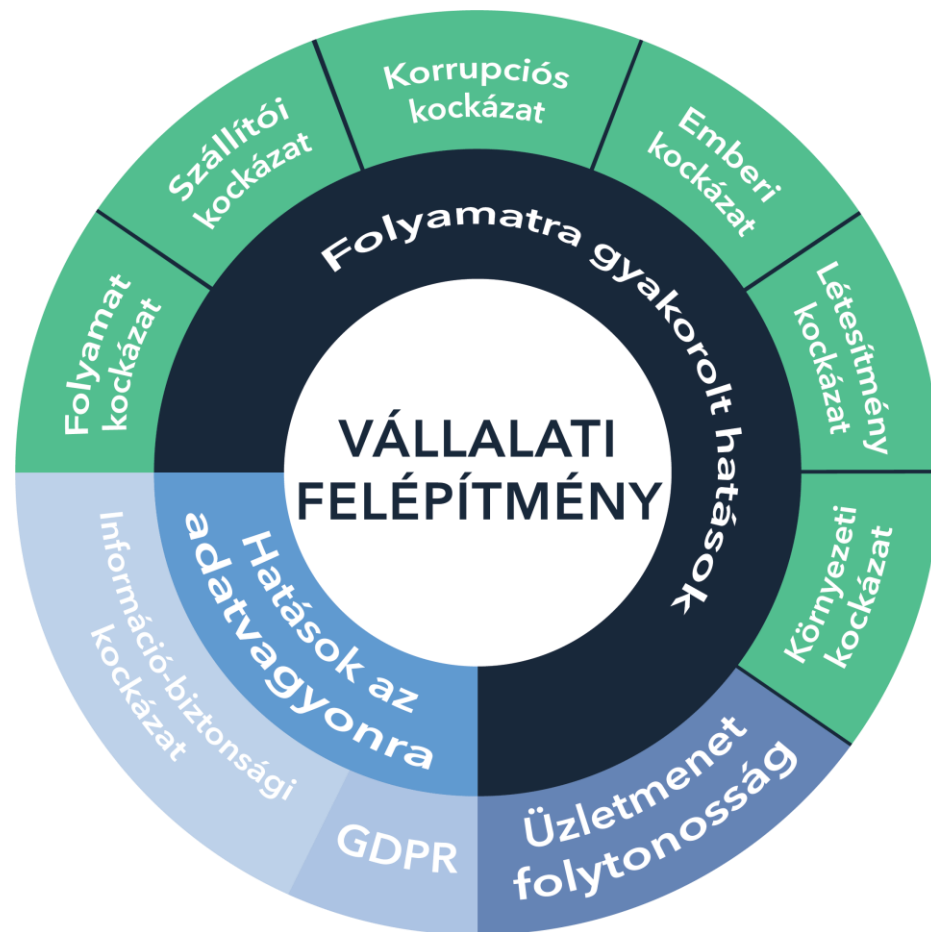 Korrupciós
kockázat
Emberi
kockázat
Létesítmény
kockázat
Környezeti
kockázat
Üzletmenet
folytonosság
GDPR
Információ-biztonsági
kockázat
Folyamat
kockázat
Szállítói
kockázat
Folyamatra gyakorolt hatások
Hatások az
adatvagyonra
VÁLLALATI
FELÉPÍTMÉNY